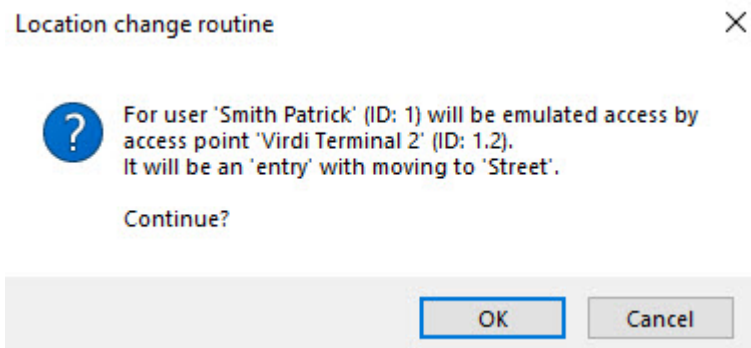 Location change routine
?
For user 'Smith Patrick' (ID: 1) will be emulated access by
access point 'Virdi Terminal 2' (ID: 1.2).
It will be an 'entry' with moving to 'Street'.
Continue?
OK
Cancel